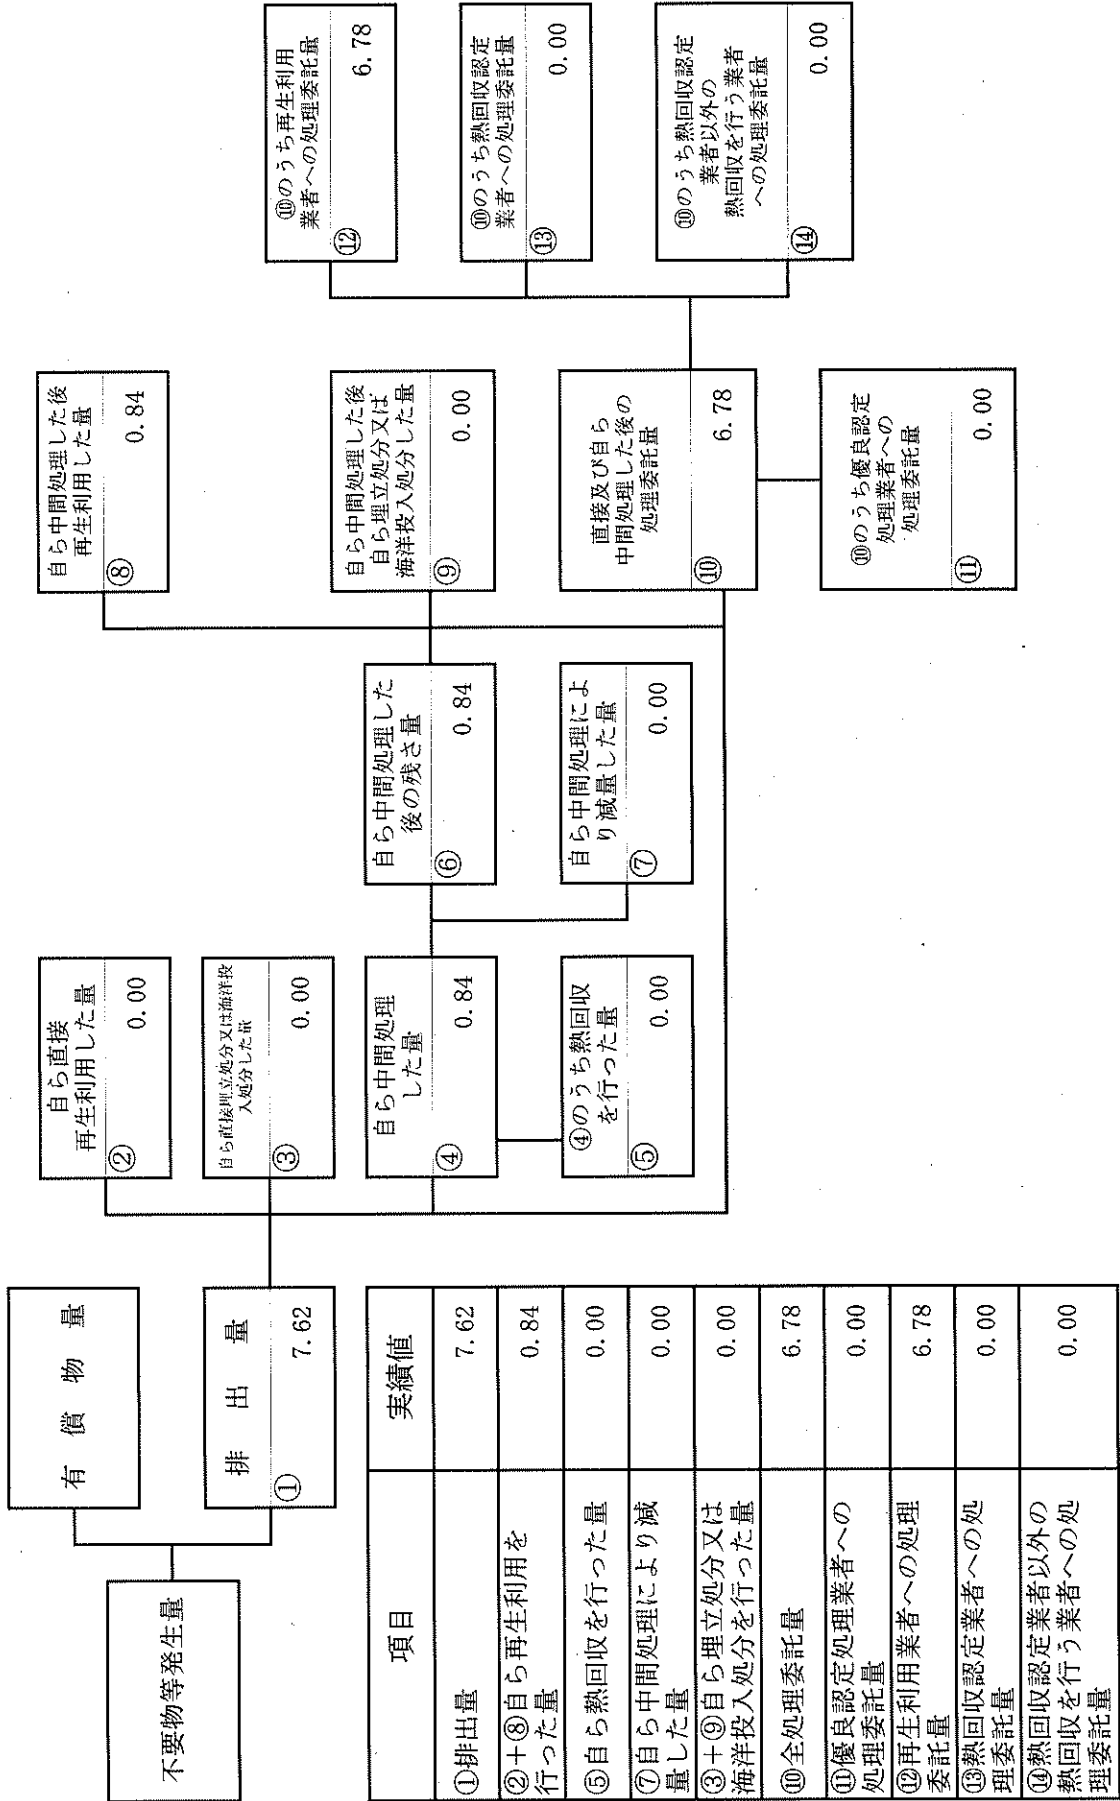 不要物等発生量
有償物量
排出量
①
7.62
自ら直接
再生利用した量
②
0.00
自ら直接埋立処分又は海洋投
入処分した量
③
0.00
自ら中間処理
した量
④
0.84
④のうち熱回収
を行った量
⑤
0.00
自ら中間処理した
後の残さ量
⑥
0.84
自ら中間処理によ
り減量した量
⑦
0.00
自ら中間処理した後
再生利用した量
⑧
0.84
自ら中間処理した後
自ら埋立処分又は
海洋投入処分した量
⑨
0.00
直接及び自ら
中間処理した後の
処理委託量
⑩
6.78
⑩のうち優良認定
処理業者への
処理委託量
⑪
0.00
⑩のうち再生利用
業者への処理委託量
⑫
6.78
⑩のうち熱回収認定
業者への処理委託量
⑬
0.00
⑩のうち熱回収認定
業者以外の
熱回収を行う業者
への処理委託量
⑭
0.00
項目
実績値
①排出量
7.62
②+⑧自ら再生利用を
行った量
0.84
⑤自ら熱回収を行った量
0.00
⑦自ら中間処理により減
量した量
0.00
③+⑨自ら埋立処分又は
海洋投入処分を行った量
0.00
⑩全処理委託量
6.78
⑪優良認定処理業者への
処理委託量
0.00
⑫再生利用業者への処理
委託量
6.78
⑬熱回収認定業者への処
理委託量
0.00
⑭熱回収認定業者以外の
熱回収を行う業者への処
理委託量
0.00